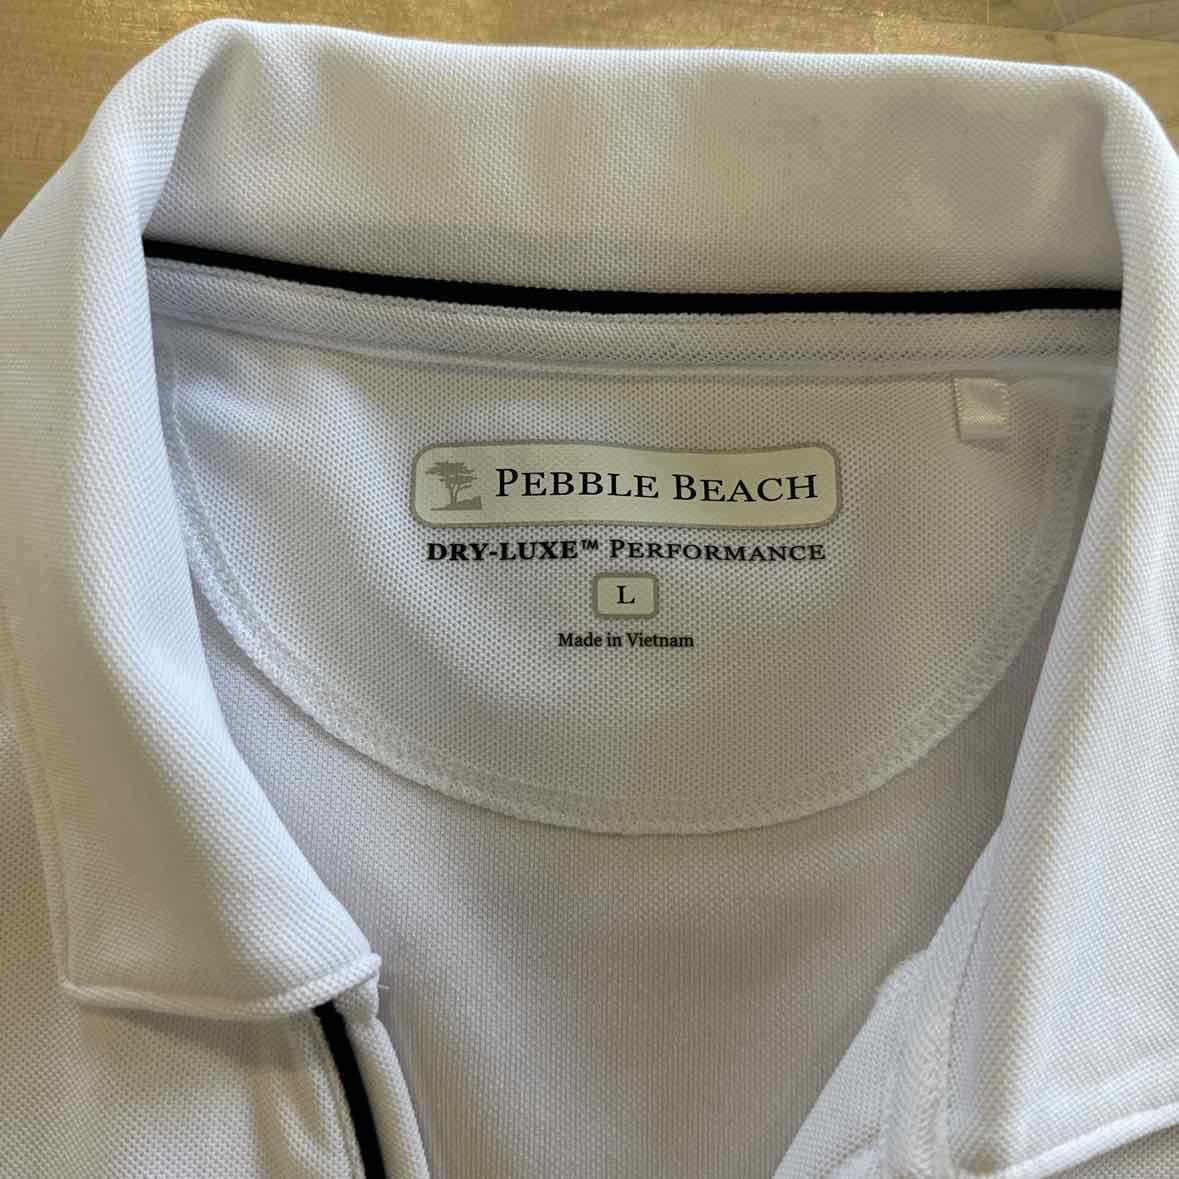 PEBBLE BEACH
DRY-LUXE™ PERFORMANCE
L
Made in Vietnam